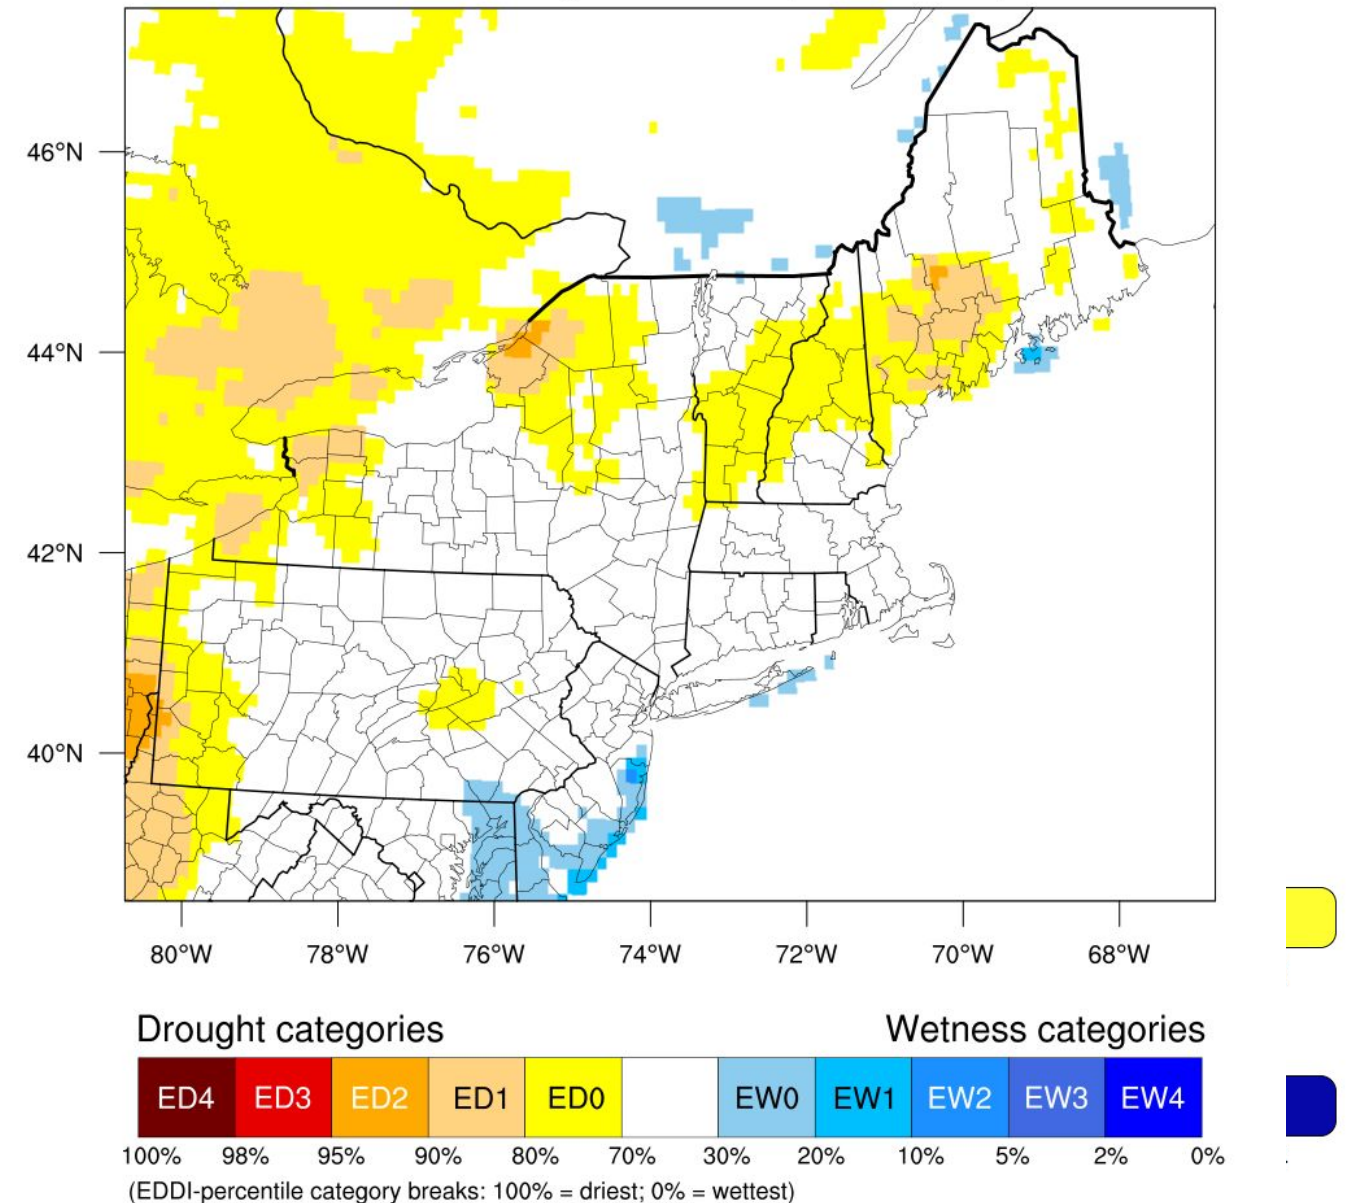 46°N
44°N
42°N
40°N
80°W 78°W 76°W 74°W 72°W 70°W 68°W
Drought categories Wetness categories
ED4 ED3 ED2 ED1 ED0 EW0 EW1 EW2 EW3 EW4
100% 98% 95% 90% 80% 70% 30% 20% 10% 5% 2% 0%
(EDDI-percentile category breaks: 100% = driest; 0% = wettest)